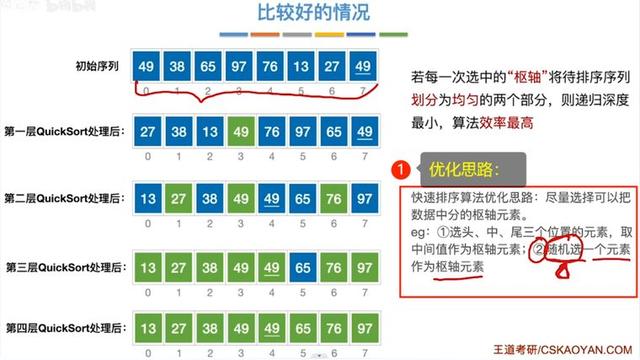 比较好的情况
初始序列
49 38 65 97 76 13 27 49
0 1 2 3 4 5 6 7
第一层QuickSort处理后:
27 38 13 49 76 97 65 49
0 1 2 3 4 5 6 7
第二层QuickSort处理后:
13 27 38 49 49 65 76 97
0 1 2 3 4 5 6 7
第三层QuickSort处理后:
13 27 38 49 49 65 76 97
0 1 2 3 4 5 6 7
第四层QuickSort处理后:
13 27 38 49 49 65 76 97
0 1 2 3 4 5 6 7
若每一次选中的“枢轴”将待排序序列
划分为均匀的两个部分，则递归深度
最小，算法效率最高
1 优化思路：
快速排序算法优化思路：尽量选择可以把
数据中分的枢轴元素。
eg：①选头、中、尾三个位置的元素，取
中间值作为枢轴元素；②随机选一个元素
作为枢轴元素
王道考研/CSKAOYAN.COM